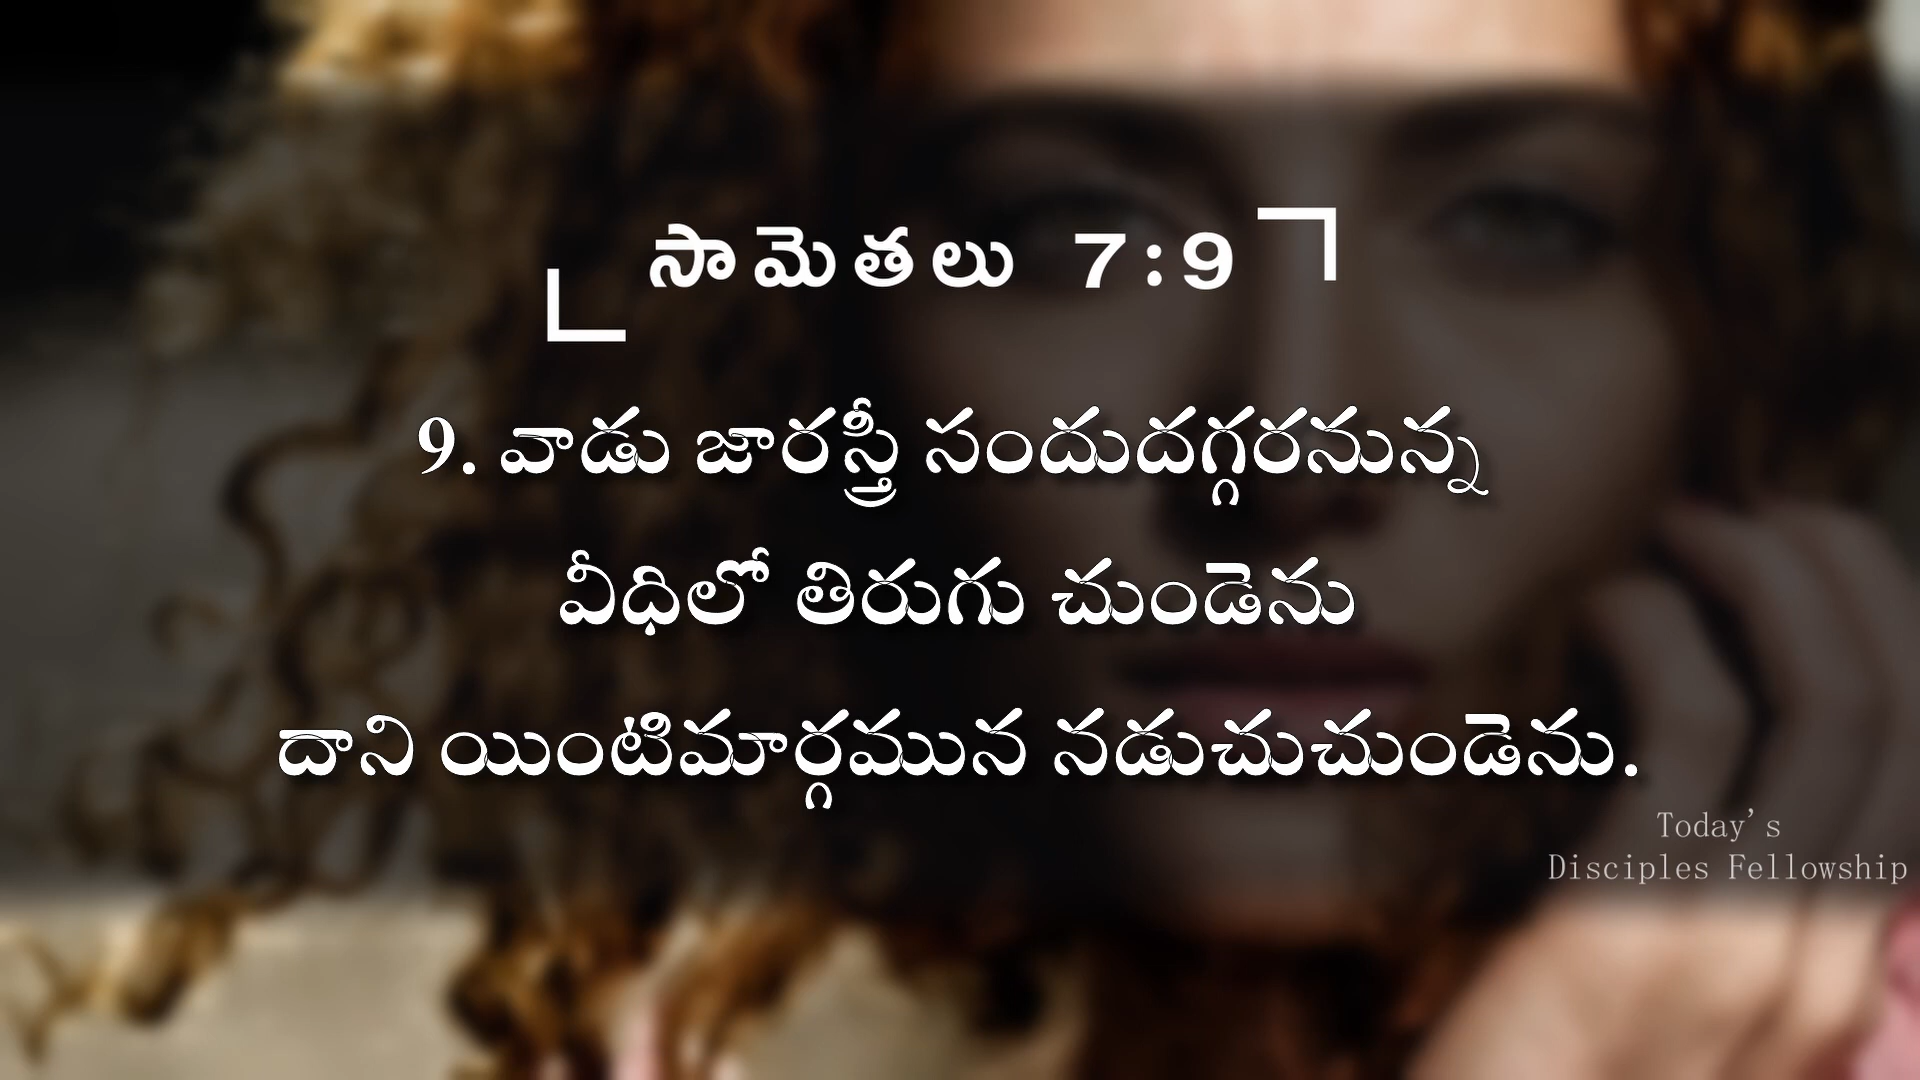 సామెతలు 7:9
9. వాడు జారస్త్రీ సందుదగ్గరనున్న
వీధిలో తిరుగు చుండెను
దాని యింటిమార్గమున నడుచుచుండెను.
Today's
Disciples Fellowship